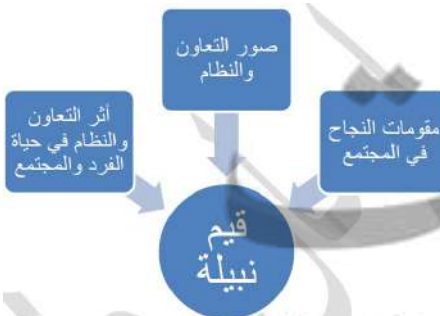 صور التعاون
والنظام
مقومات النجاح
في المجتمع
أثر التعاون
والنظام في حياة
الفرد والمجتمع
قيم
نبيلة